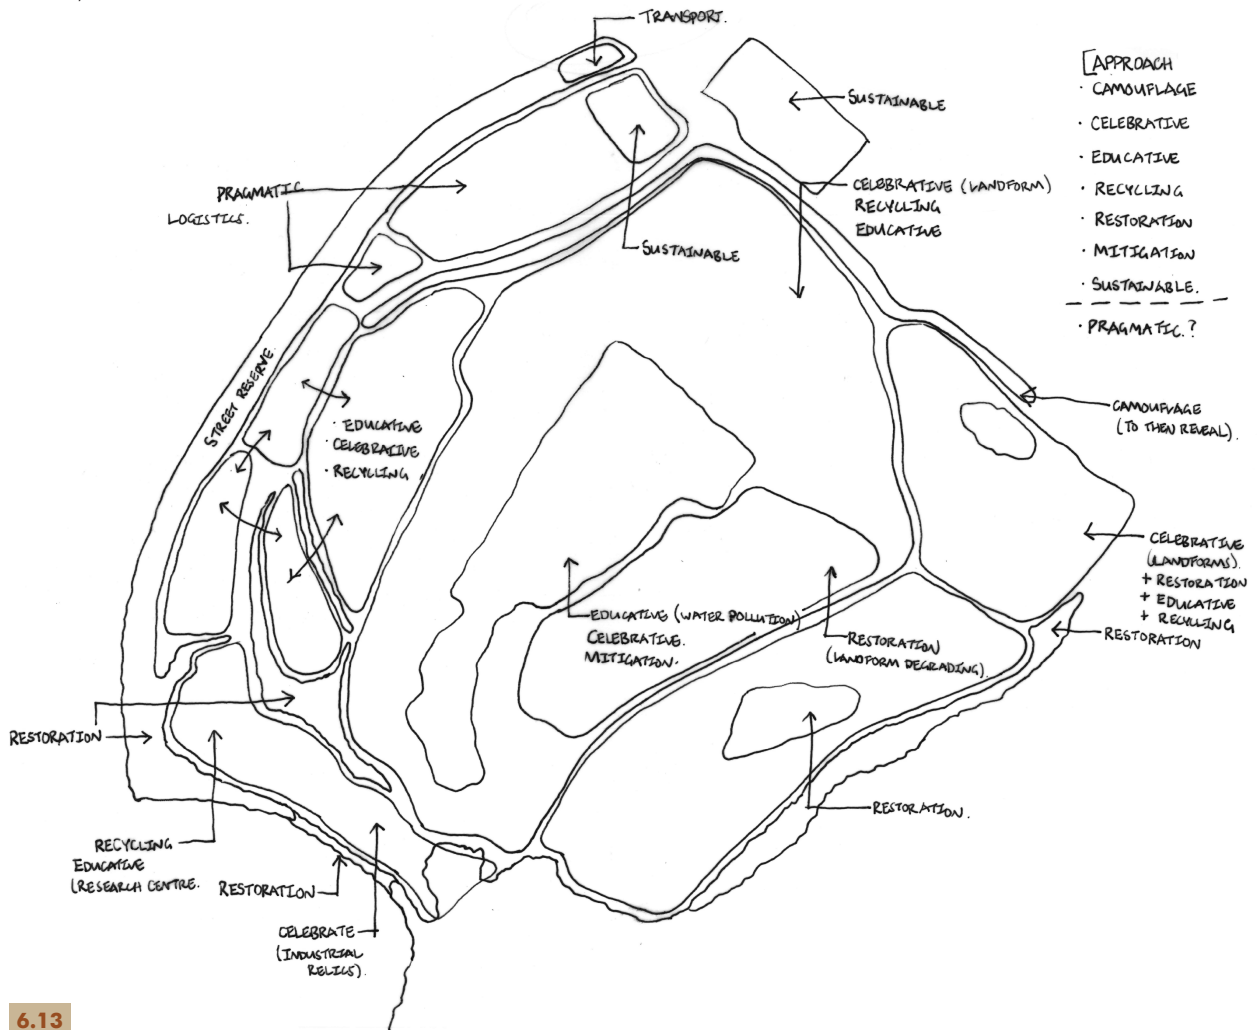 TRANSPORT.
[APPROACH
· CAMOUFLAGE
· CELEBRATIVE
· EDUCATIVE
· RECYCLING
· RESTORATION
· MITIGATION
· SUSTAINABLE.
· PRAGMATIC.?
SUSTAINABLE
PRAGMATIC
LOGISTICS.
CELEBRATIVE (LANDFORM)
RECYCLING
EDUCATIVE
SUSTAINABLE
STREET RESERVE.
· EDUCATIVE
· CELEBRATIVE
· RECYCLING
CAMOUFLAGE
(TO THEN REVEAL).
CELEBRATIVE
(LANDFORMS).
+ RESTORATION
+ EDUCATIVE
+ RECYCLING
RESTORATION
EDUCATIVE (WATER POLLUTION)
CELEBRATIVE.
MITIGATION.
RESTORATION
(LANDFORM DEGRADING).
RESTORATION
RESTORATION.
RECYCLING
EDUCATIVE
(RESEARCH CENTRE.
RESTORATION
CELEBRATE
(INDUSTRIAL
RELICS).
6.13